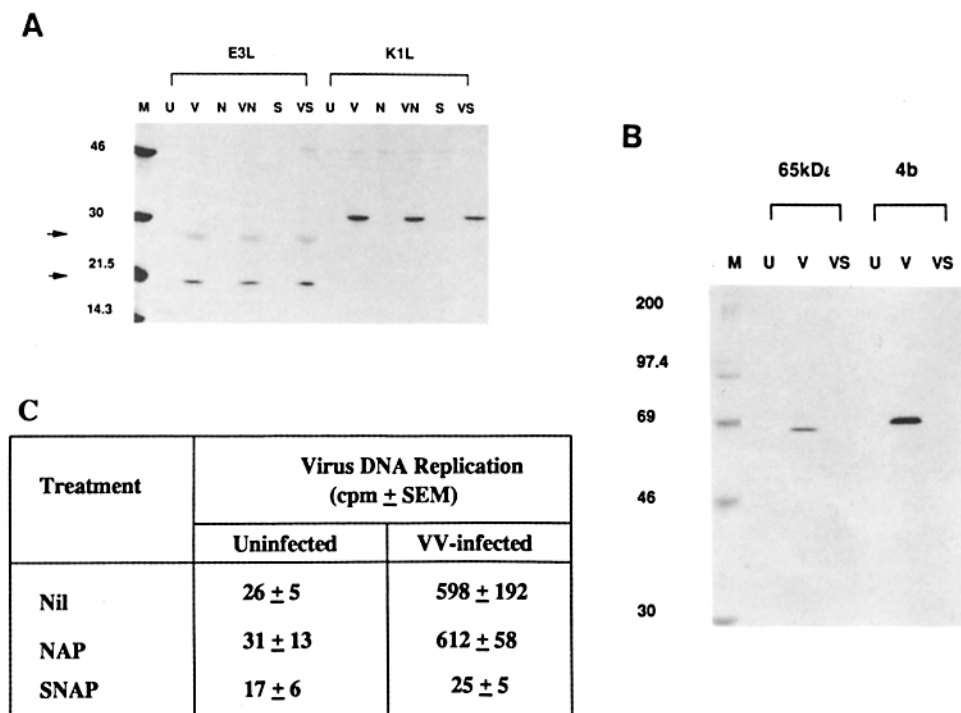 A
E3L K1L
M U V N VN S VS U V N VN S VS
46
30
21.5
14.3
B
65kDι 4b
M U V VS U V VS
200
97.4
69
46
30
C
Treatment
Virus DNA Replication
(cpm ± SEM)
Uninfected VV-infected
Nil 26 ± 5 598 ± 192
NAP 31 ± 13 612 ± 58
SNAP 17 ± 6 25 ± 5